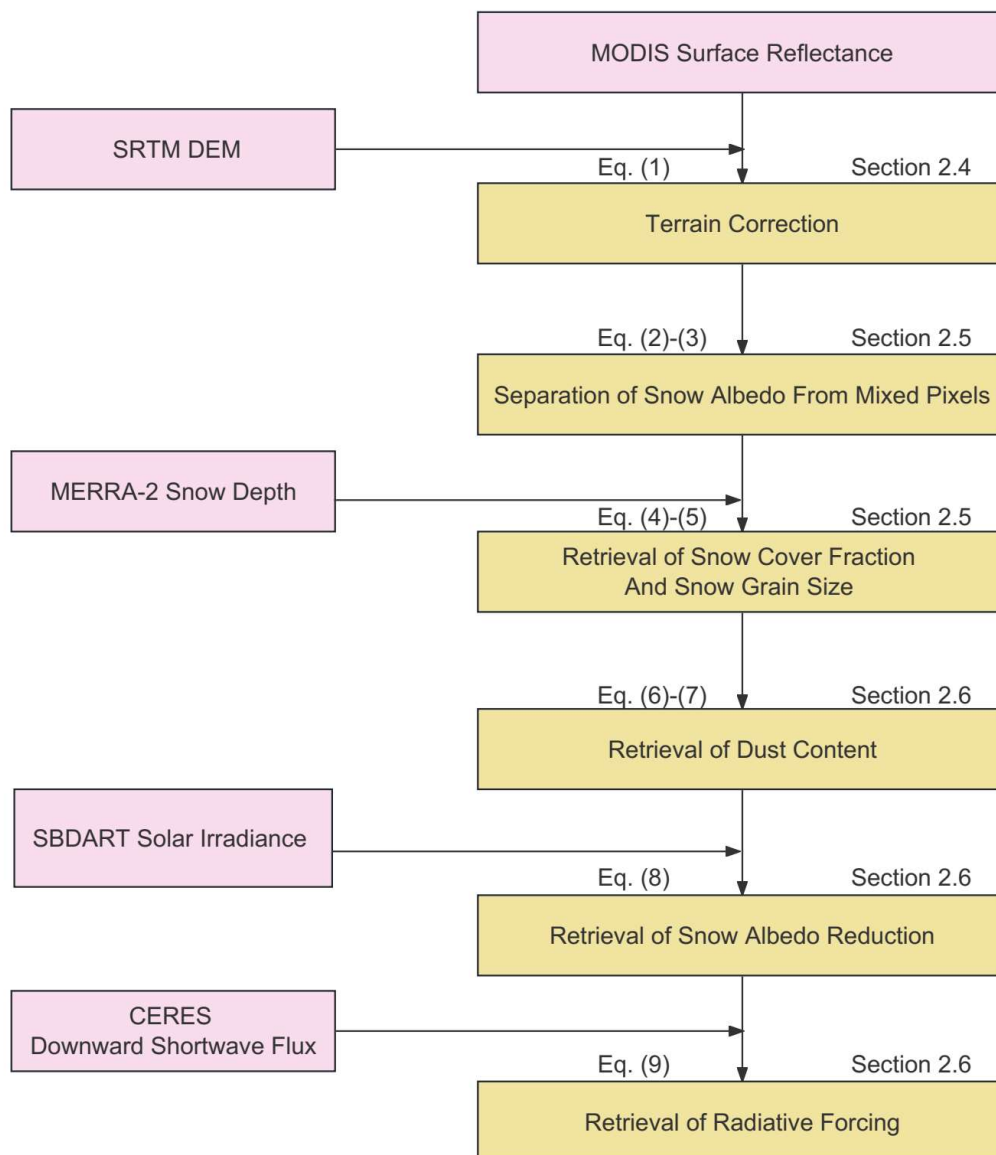 MODIS Surface Reflectance
SRTM DEM
Eq. (1) Section 2.4
Terrain Correction
Eq. (2)-(3) Section 2.5
Separation of Snow Albedo From Mixed Pixels
MERRA-2 Snow Depth
Eq. (4)-(5) Section 2.5
Retrieval of Snow Cover Fraction
And Snow Grain Size
Eq. (6)-(7) Section 2.6
Retrieval of Dust Content
SBDART Solar Irradiance
Eq. (8) Section 2.6
Retrieval of Snow Albedo Reduction
CERES
Downward Shortwave Flux
Eq. (9) Section 2.6
Retrieval of Radiative Forcing